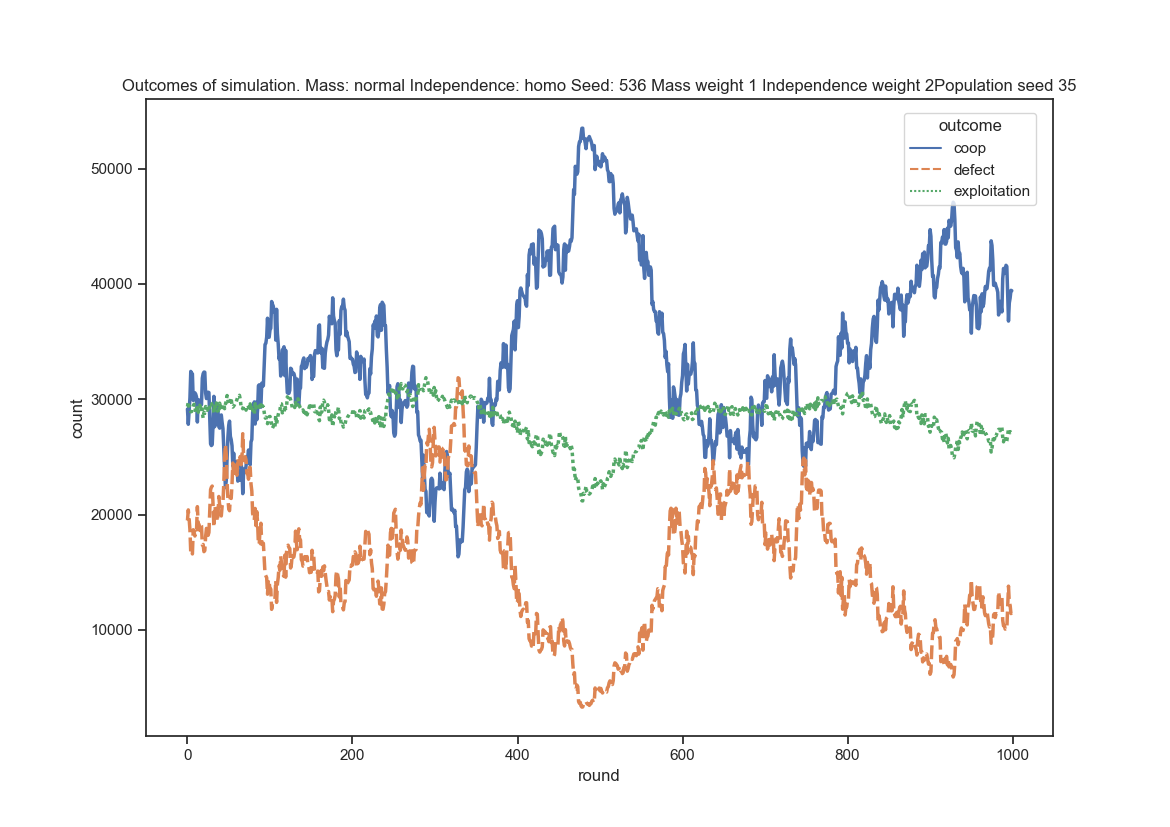 Outcomes of simulation. Mass: normal Independence: homo Seed: 536 Mass weight 1 Independence weight 2Population seed 35
outcome
coop
defect
exploitation
50000
40000
30000
20000
10000
count
0 200 400 600 800 1000
round